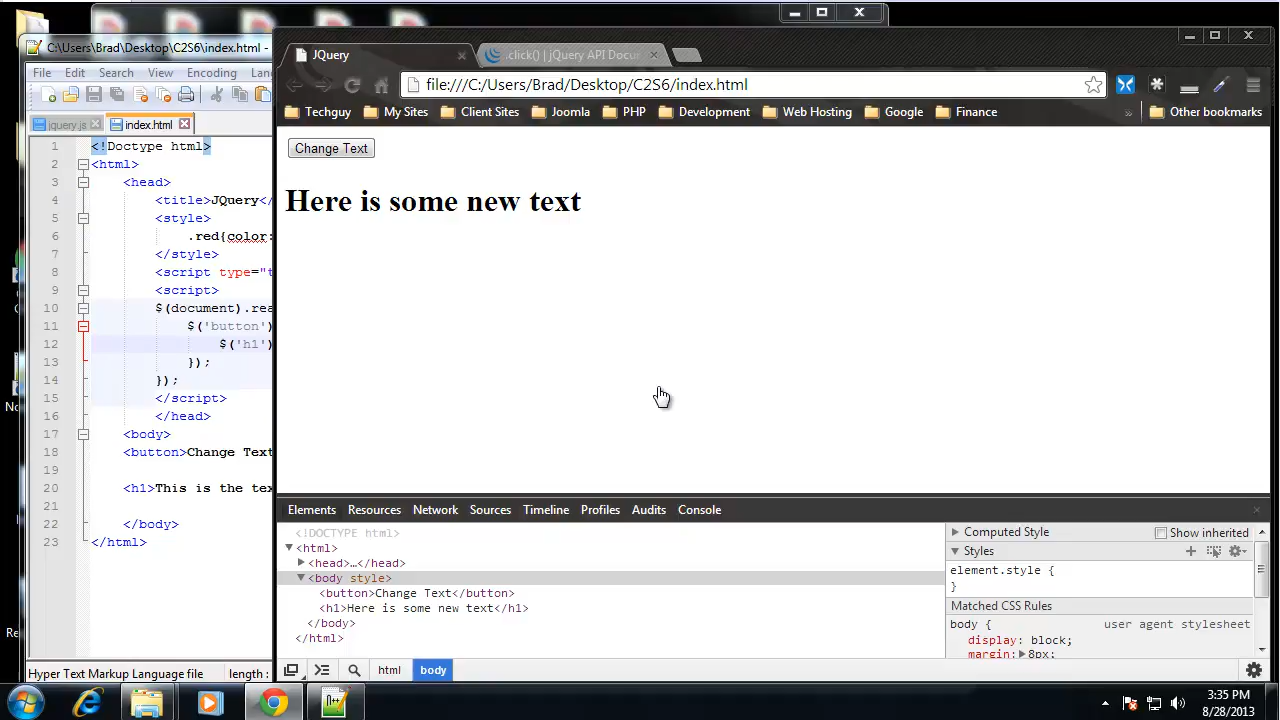 C:\Users\Brad\Desktop\C2S6\index.html -
File Edit Search View Encoding
jquery.js index.html
1 <!Doctype html>
2 <html>
3 <head>
4 <title>JQuery</
5 <style>
6 .red{color:
7 </style>
8 <script type="t
9 <script>
10 $(document).rea
11 $('button')
12 $('h1')
13 });
14 });
15 </script>
16 </head>
17 <body>
18 <button>Change Text
19
20 <h1>This is the tex
21
22 </body>
23 </html>
Hyper Text Markup Language file length :
JQuery .click() | jQuery API Docu
file:///C:/Users/Brad/Desktop/C2S6/index.html
Techguy My Sites Client Sites Joomla PHP Development Web Hosting Google Finance » Other bookmarks
Change Text
Here is some new text
Elements Resources Network Sources Timeline Profiles Audits Console
<!DOCTYPE html>
<html>
<head>…</head>
<body style>
<button>Change Text</button>
<h1>Here is some new text</h1>
</body>
</html>
html body
Computed Style Show inherited
Styles
element.style {
}
Matched CSS Rules
body { user agent stylesheet
display: block;
margin: 8px;
3:35 PM
8/28/2013